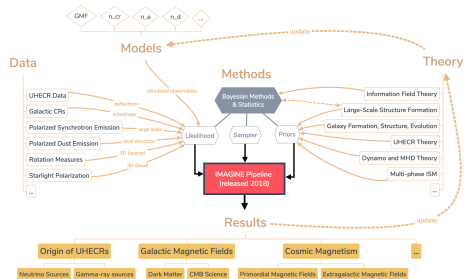 GMF
n_cr
n_e
n_d
...
update
Models
Data
Methods
Theory
simulated observables
Bayesian Methods
& Statistics
UHECR Data
Galactic CRs
Polarized Synchrotron Emission
Polarized Dust Emission
Rotation Measures
Starlight Polarization
...
deflections
anisotropy
large scale
local structure
Likelihood
Sampler
Priors
Information Field Theory
Large-Scale Structure Formation
Galaxy Formation, Structure, Evolution
UHECR Theory
Dynamo and MHD Theory
Multi-phase ISM
...
IMAGINE Pipeline
(released 2018)
Results
update
Origin of UHECRs
Galactic Magnetic Fields
Cosmic Magnetism
...
Neutrino Sources
Gamma-ray sources
Dark Matter
CMB Science
Primordial Magnetic Fields
Extragalactic Magnetic Fields